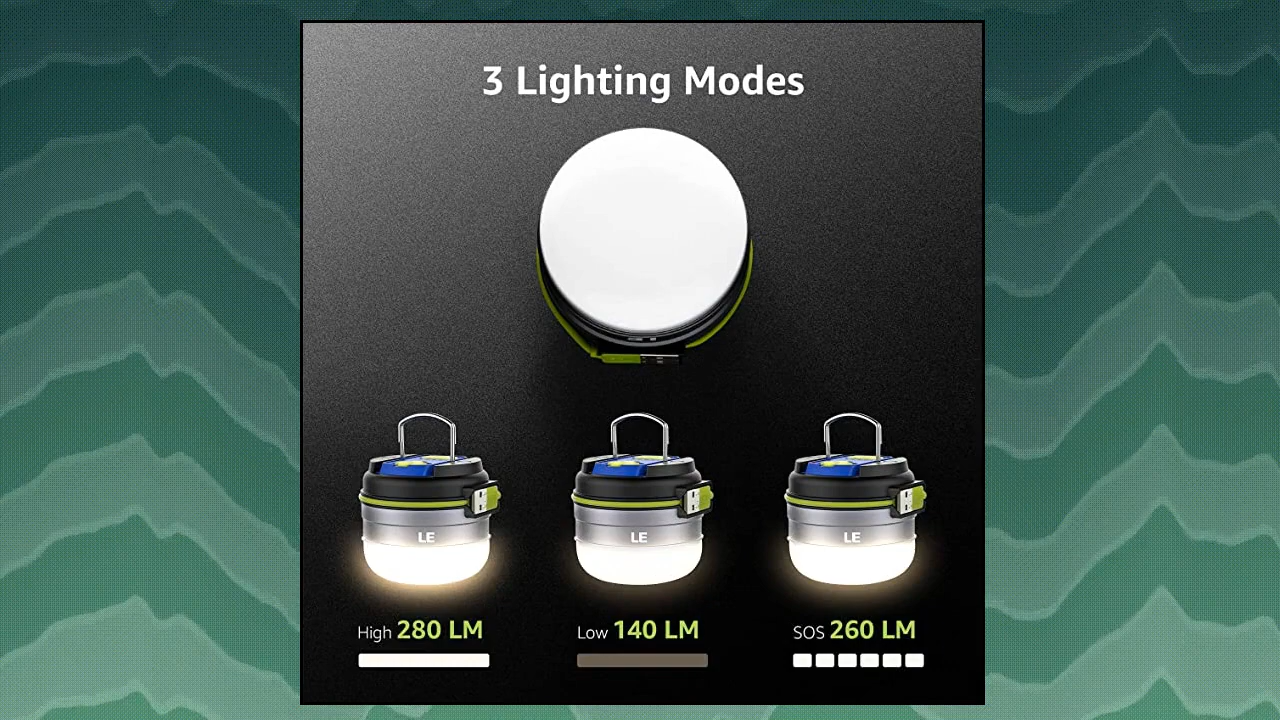 3 Lighting Modes
LE
LE
LE
High 280 LM
Low 140 LM
SOS 260 LM